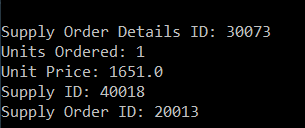 Supply Order Details ID: 30073
Units Ordered: 1
Unit Price: 1651.0
Supply ID: 40018
Supply Order ID: 20013